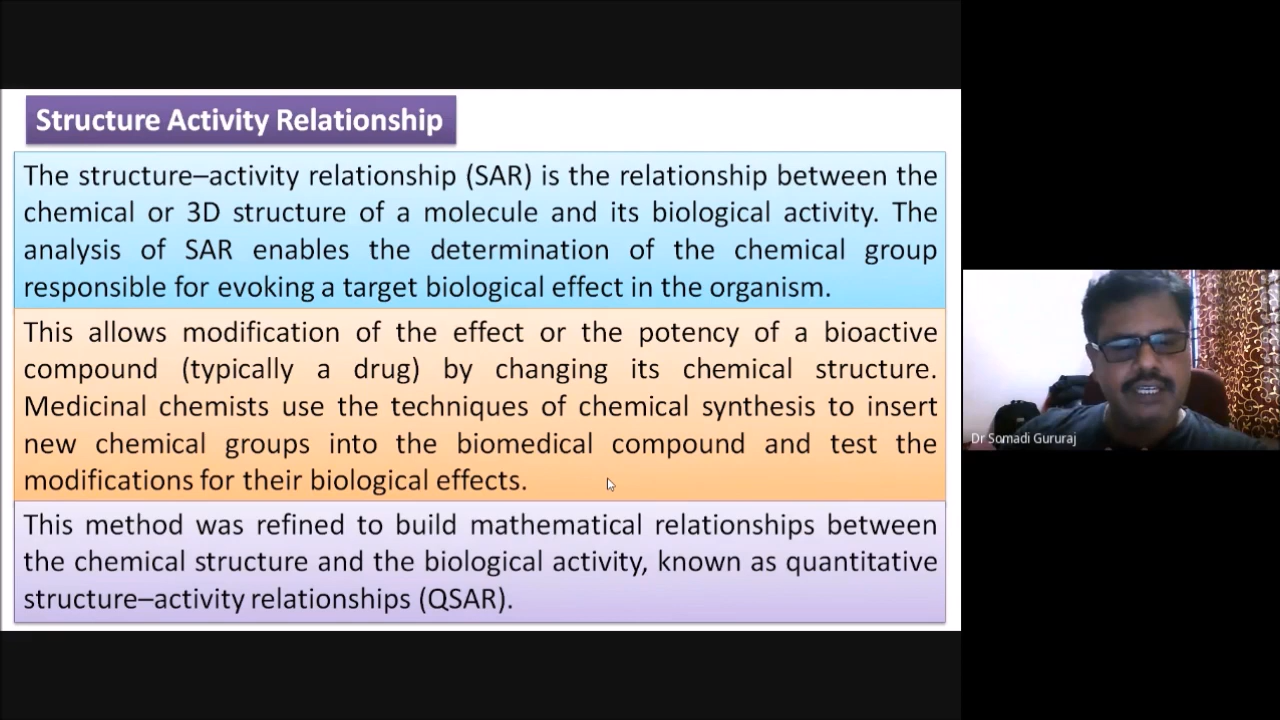 Structure Activity Relationship
The structure–activity relationship (SAR) is the relationship between the
chemical or 3D structure of a molecule and its biological activity. The
analysis of SAR enables the determination of the chemical group
responsible for evoking a target biological effect in the organism.
This allows modification of the effect or the potency of a bioactive
compound (typically a drug) by changing its chemical structure.
Medicinal chemists use the techniques of chemical synthesis to insert
new chemical groups into the biomedical compound and test the
modifications for their biological effects.
This method was refined to build mathematical relationships between
the chemical structure and the biological activity, known as quantitative
structure–activity relationships (QSAR).
Dr Somadi Gururaj